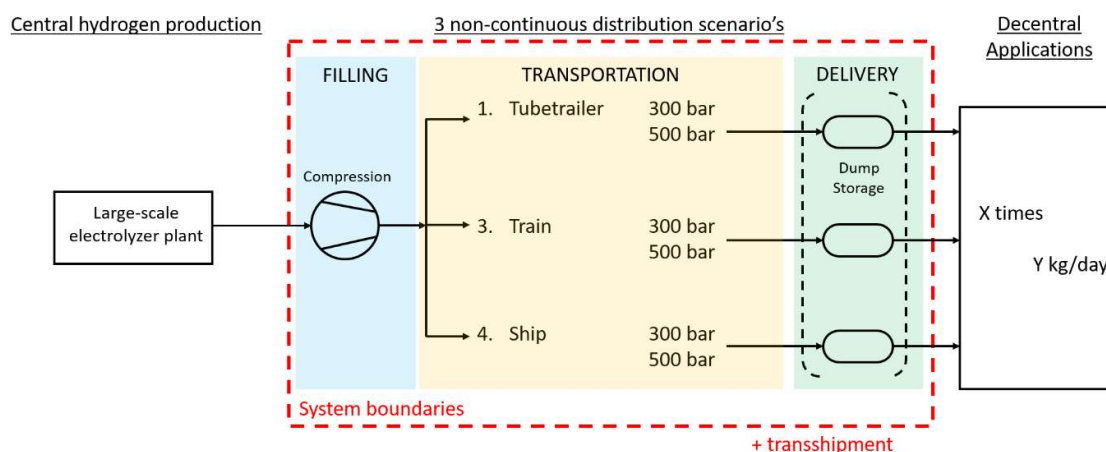 Central hydrogen production
3 non-continuous distribution scenario's
Decentral
Applications
FILLING
TRANSPORTATION
DELIVERY
1. Tubetrailer
300 bar
500 bar
Compression
Dump
Storage
Large-scale
electrolyzer plant
3. Train
300 bar
500 bar
X times
Y kg/day
4. Ship
300 bar
500 bar
System boundaries
+ transshipment